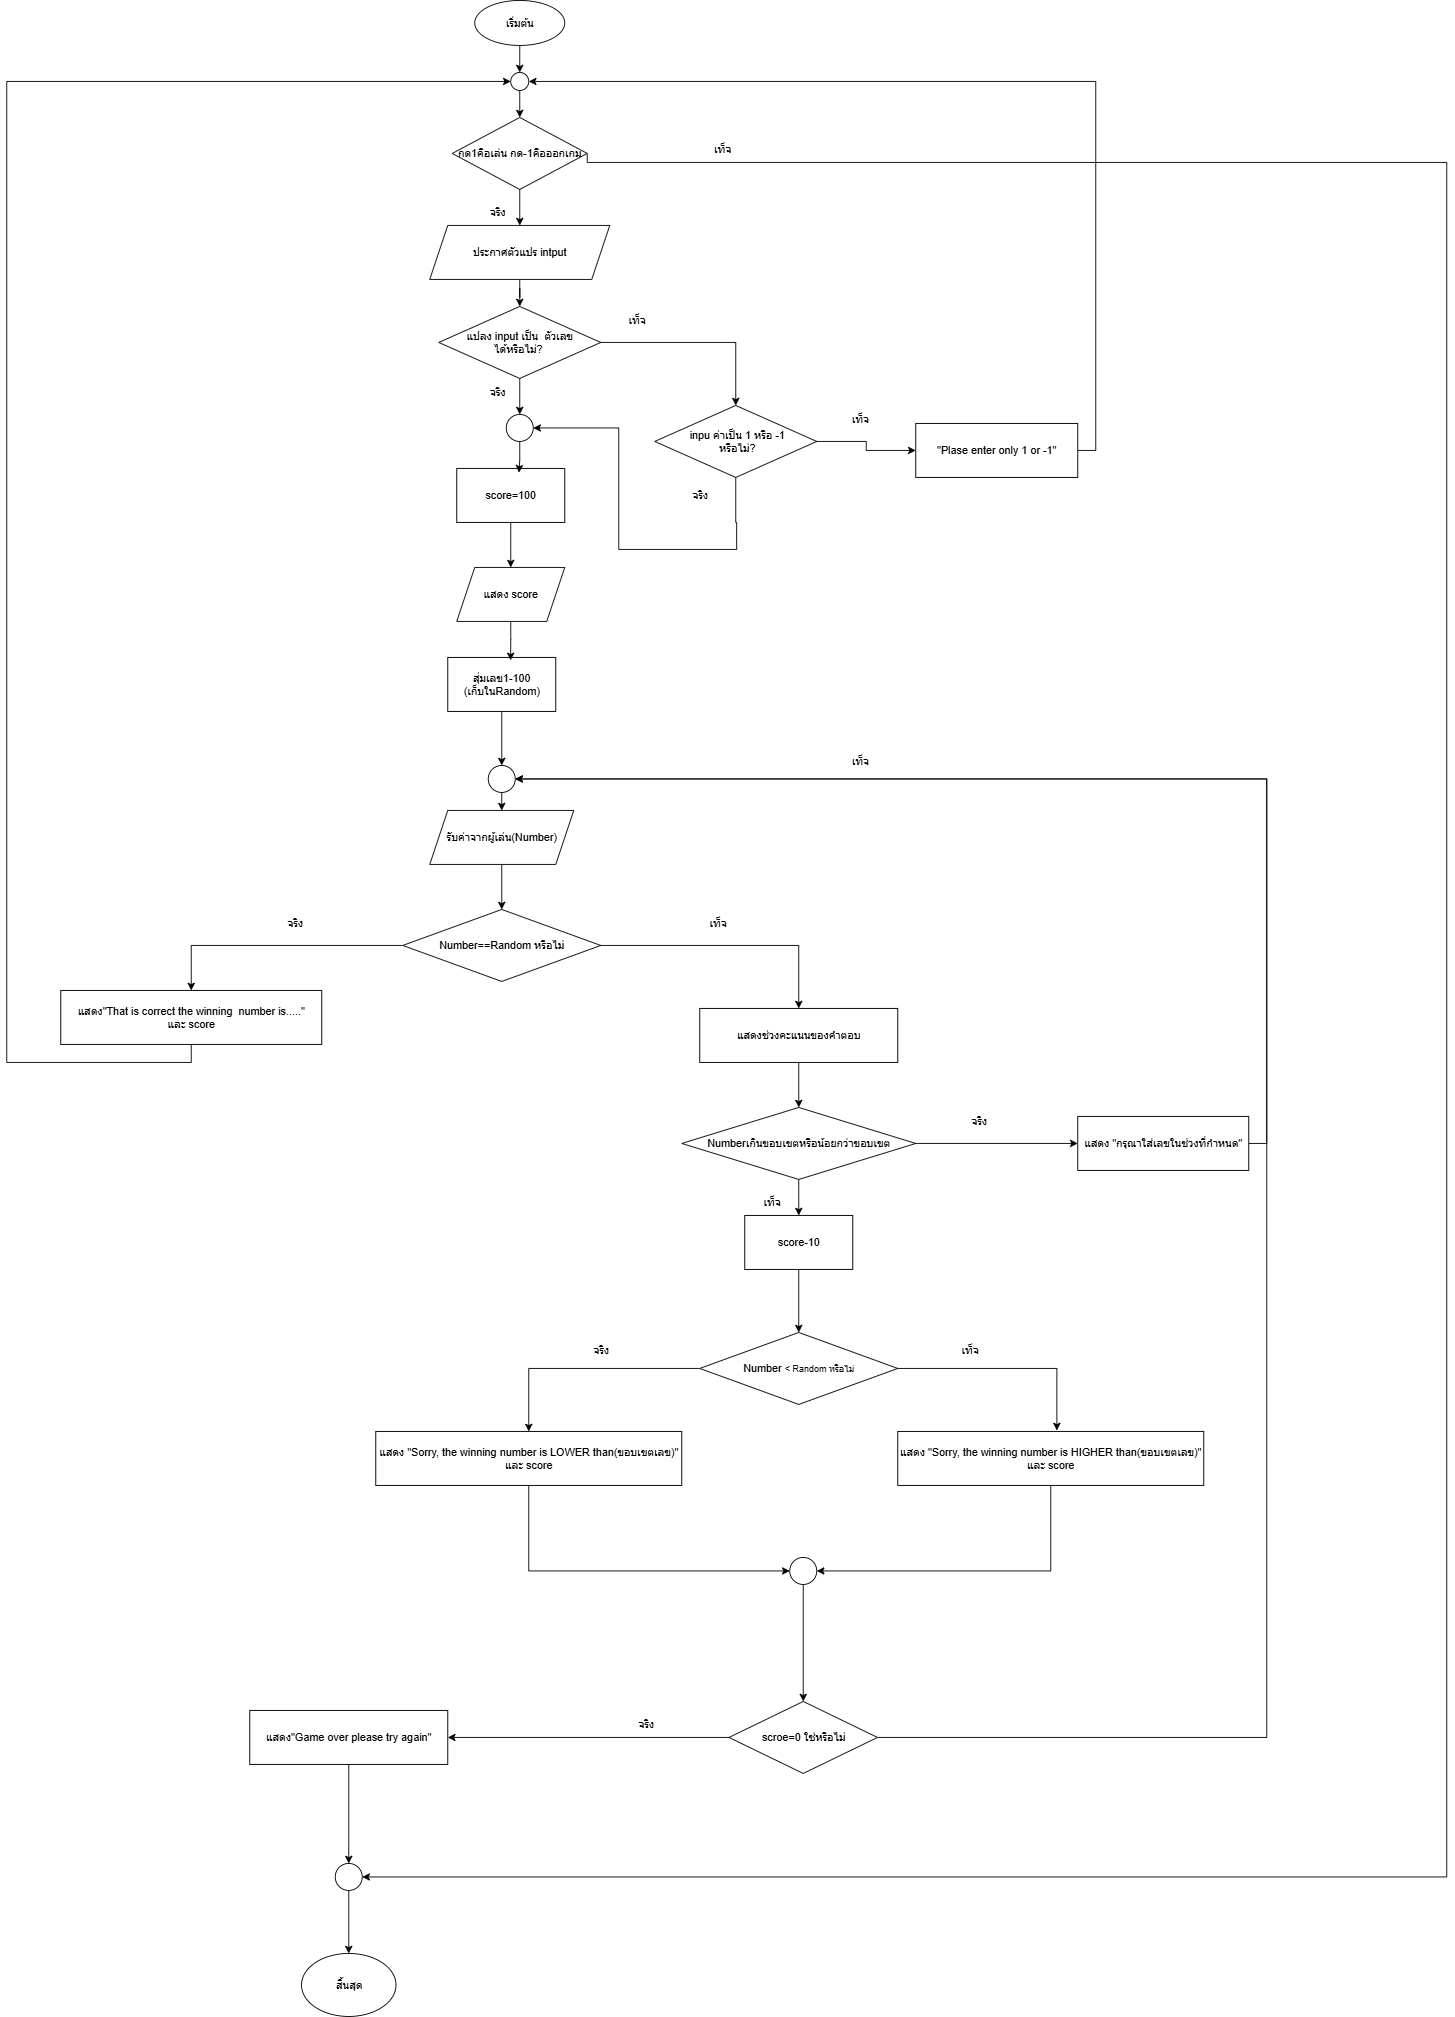 เริ่มต้น
กด1คือเล่น กด-1คือออกเกม
เท็จ
จริง
ประกาศตัวแปร intput
แปลง input เป็น ตัวเลข
ได้หรือไม่?
เท็จ
จริง
inpu ค่าเป็น 1 หรือ -1
หรือไม่?
เท็จ
"Plase enter only 1 or -1"
จริง
score=100
แสดง score
สุ่มเลข1-100
(เก็บในRandom)
เท็จ
รับค่าจากผู้เล่น(Number)
จริง
Number==Random หรือไม่
เท็จ
แสดง"That is correct the winning number is....."
และ score
แสดงช่วงคะแนนของคำตอบ
Numberเกินขอบเขตหรือน้อยกว่าขอบเขต
จริง
แสดง "กรุณาใส่เลขในช่วงที่กำหนด"
เท็จ
score-10
จริง
Number < Random หรือไม่
เท็จ
แสดง "Sorry, the winning number is LOWER than(ขอบเขตเลข)"
และ score
แสดง "Sorry, the winning number is HIGHER than(ขอบเขตเลข)"
และ score
แสดง"Game over please try again"
จริง
scroe=0 ใช่หรือไม่
สิ้นสุด